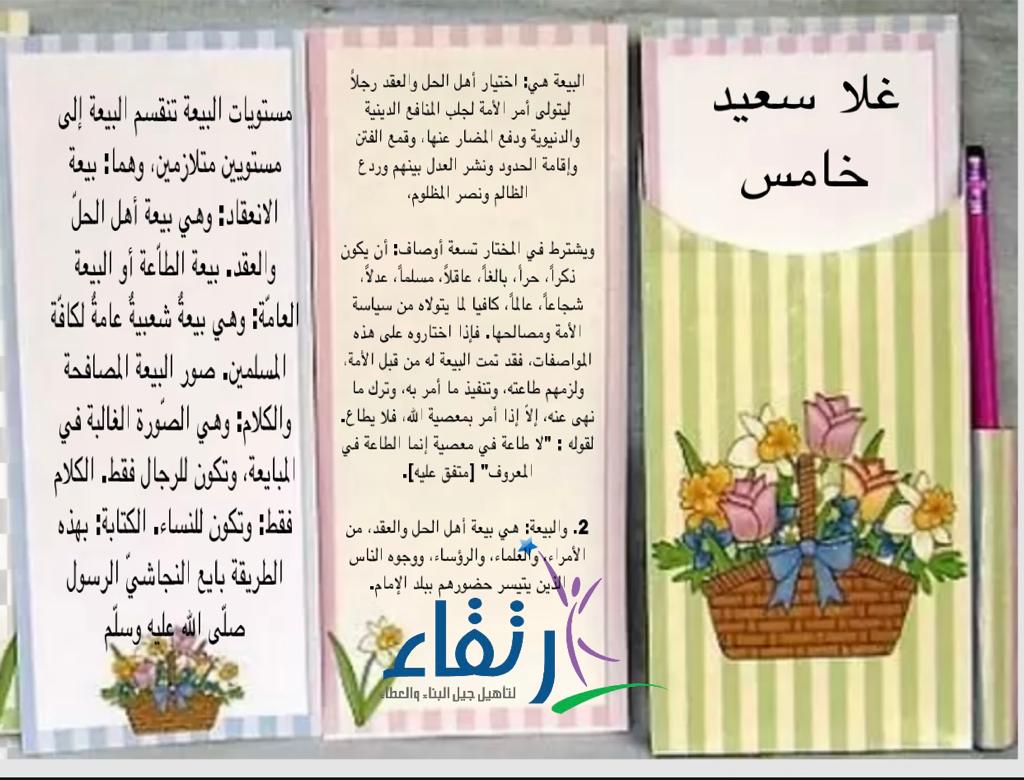 غلا سعيد
خامس
البيعة هي: اختيار أهل الحل والعقد رجلاً
ليتولى أمر الأمة لجلب المنافع الدينية
والدنيوية ودفع المضار عنها، وقمع الفتن
وإقامة الحدود ونشر العدل بينهم وردع
الظالم ونصر المظلوم،
ويشترط في المختار تسعة أوصاف: أن يكون
ذكراً، حراً، بالغاً، عاقلاً، مسلماً، عدلاً،
شجاعاً، عالماً، كافيا لما يتولاه من سياسة
الأمة ومصالحها. فإذا اختاروه على هذه
المواصفات، فقد تمت البيعة له من قبل الأمة،
ولزمهم طاعته، وتنفيذ ما أمر به، وترك ما
نهى عنه، إلاّ إذا أمر بمعصية الله، فلا يطاع.
لقوله : "لا طاعة في معصية إنما الطاعة في
المعروف" [متفق عليه].
2. والبيعة: هي بيعة أهل الحل والعقد، من
الأمراء، والعلماء، والرؤساء، ووجوه الناس
الذين يتيسر حضورهم ببلد الإمام.
ارتقاء
لتأهيل جيل البناء والعطاء
مستويات البيعة تنقسم البيعة إلى
مستويين متلازمين، وهما: بيعة
الانعقاد: وهي بيعة أهل الحلّ
والعقد. بيعة الطاّعة أو البيعة
العامّة: وهي بيعةٌ شعبيةٌ عامةٌ لكافّة
المسلمين. صور البيعة المصافحة
والكلام: وهي الصّورة الغالبة في
المبايعة، وتكون للرجال فقط. الكلام
فقط: وتكون للنساء. الكتابة: بهذه
الطريقة بايع النجاشيّ الرسول
صلّى الله عليه وسلّم